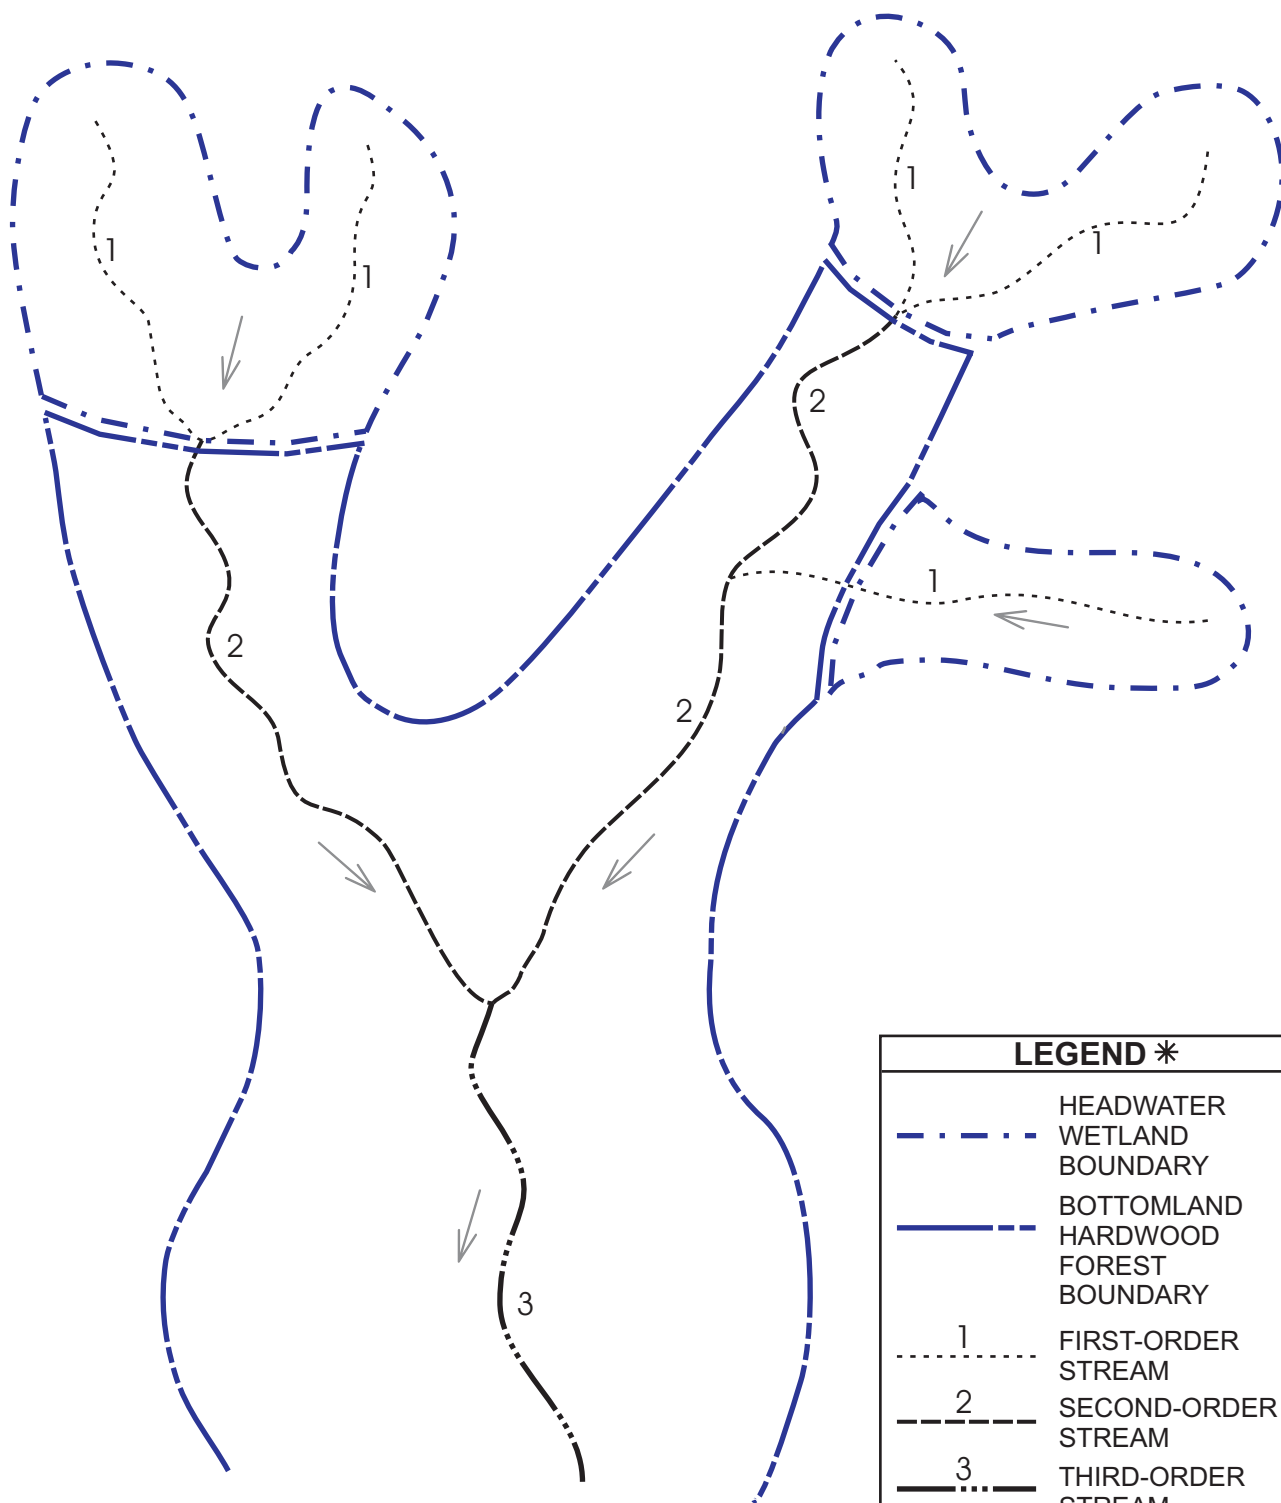 1
1
1
1
2
1
2
2
3
LEGEND *
HEADWATER
WETLAND
BOUNDARY
BOTTOMLAND
HARDWOOD
FOREST
BOUNDARY
1
FIRST-ORDER
STREAM
2
SECOND-ORDER
STREAM
3
THIRD-ORDER
STREAM